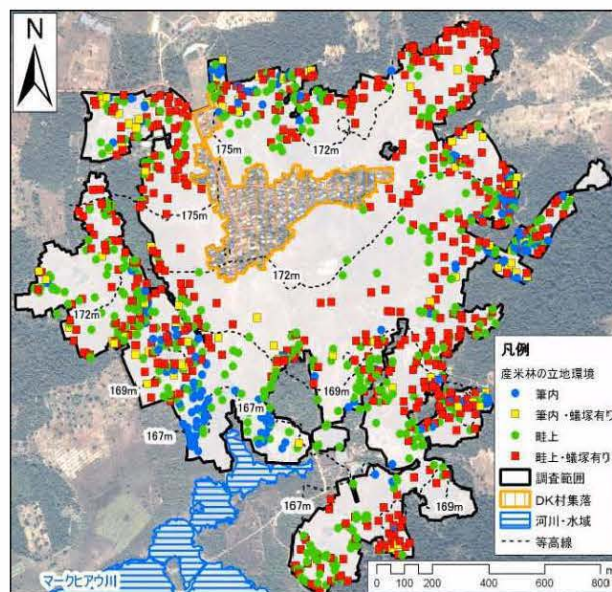 N
175m
172m
175m
172m
172m
169m
167m
167m
169m
167m
169m
マークヒアウ川
凡例
産米林の立地環境
筆内
筆内・蟻塚有り
畦上
畦上・蟻塚有り
調査範囲
DK村集落
河川・水域
等高線
0 100 200 400 600 800 m